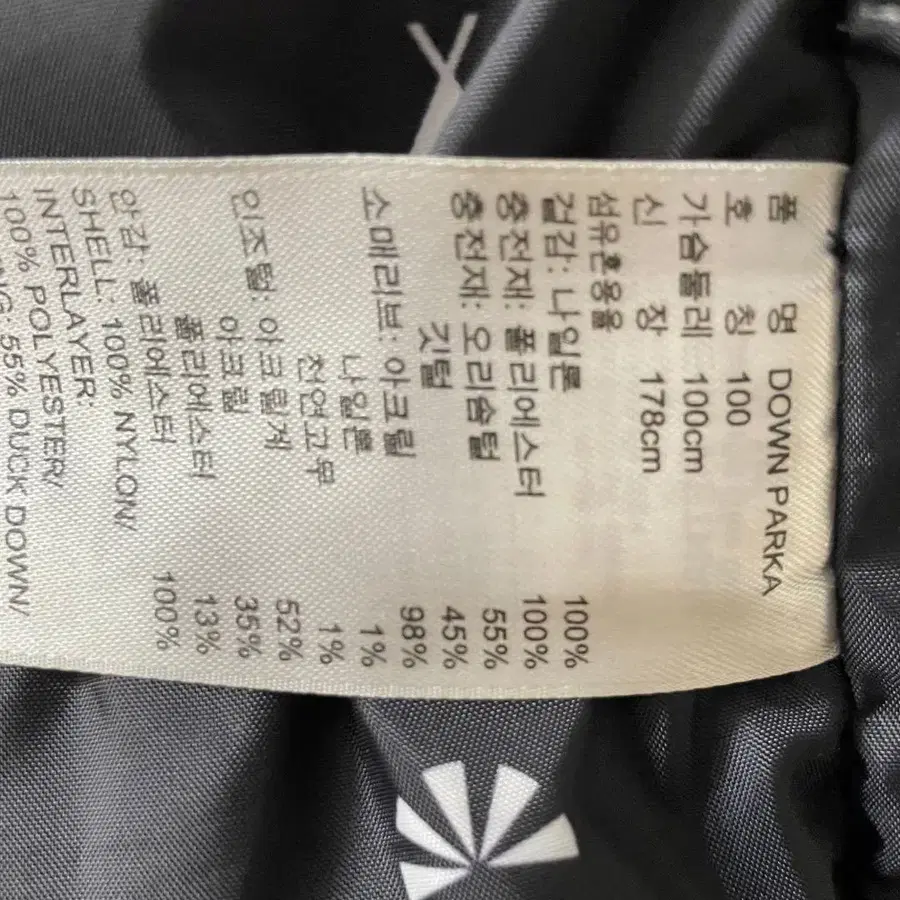 품 명 DOWN PARKA
호 칭 100
가슴둘레 100cm
신 장 178cm
섬유혼용율
겉감: 나일론 100%
충전재: 폴리에스터 100%
충전재: 오리솜털 55%
깃털 45%
소매리브: 아크릴 98%
나일론 1%
천연고무 1%
인조털: 아크릴계 52%
아크릴 35%
폴리에스터 13%
안감: 폴리에스터 100%
SHELL: 100% NYLON/
INTERLAYER
100% POLYESTER/
55% DUCK DOWN/